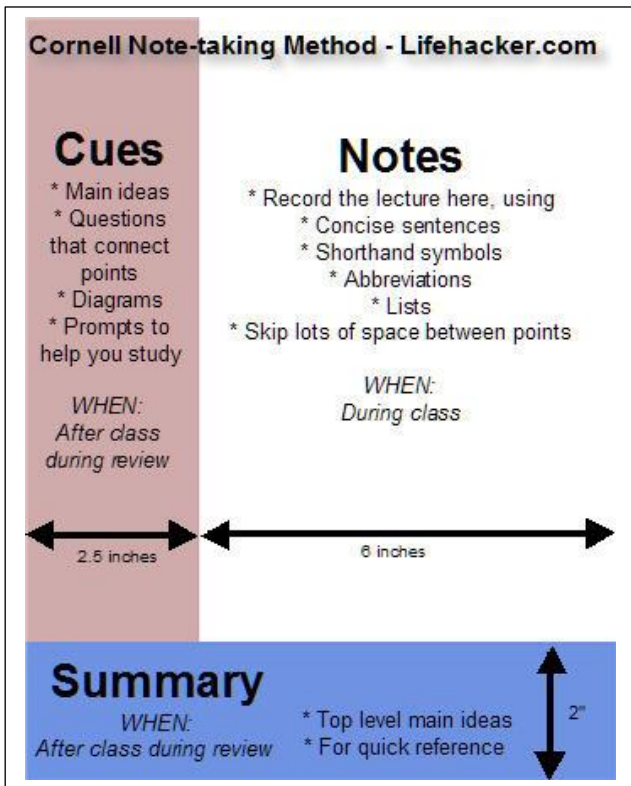 Cornell Note-taking Method - Lifehacker.com
Cues
* Main ideas
* Questions
that connect
points
* Diagrams
* Prompts to
help you study
WHEN:
After class
during review
2.5 inches
Notes
* Record the lecture here, using
* Concise sentences
* Shorthand symbols
* Abbreviations
* Lists
* Skip lots of space between points
WHEN:
During class
6 inches
Summary
WHEN:
After class during review
* Top level main ideas
* For quick reference
2"